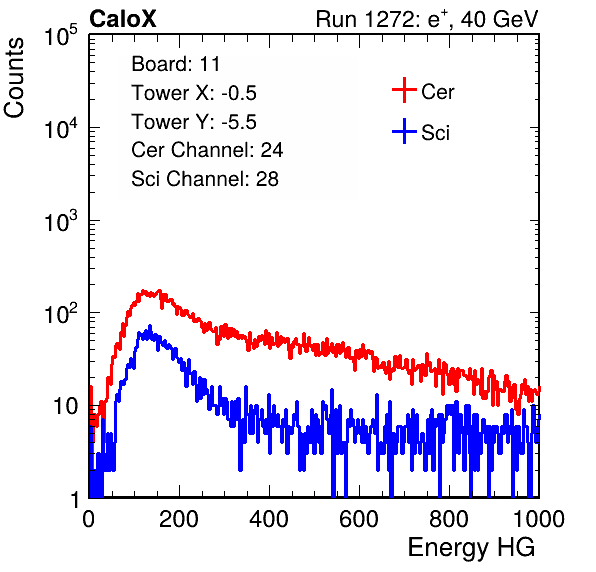 CaloX Run 1272: e⁺, 40 GeV
Board: 11
Tower X: -0.5
Tower Y: -5.5
Cer Channel: 24
Sci Channel: 28
Cer
Sci
Counts
10⁵
10⁴
10³
10²
10
1
0 200 400 600 800 1000
Energy HG